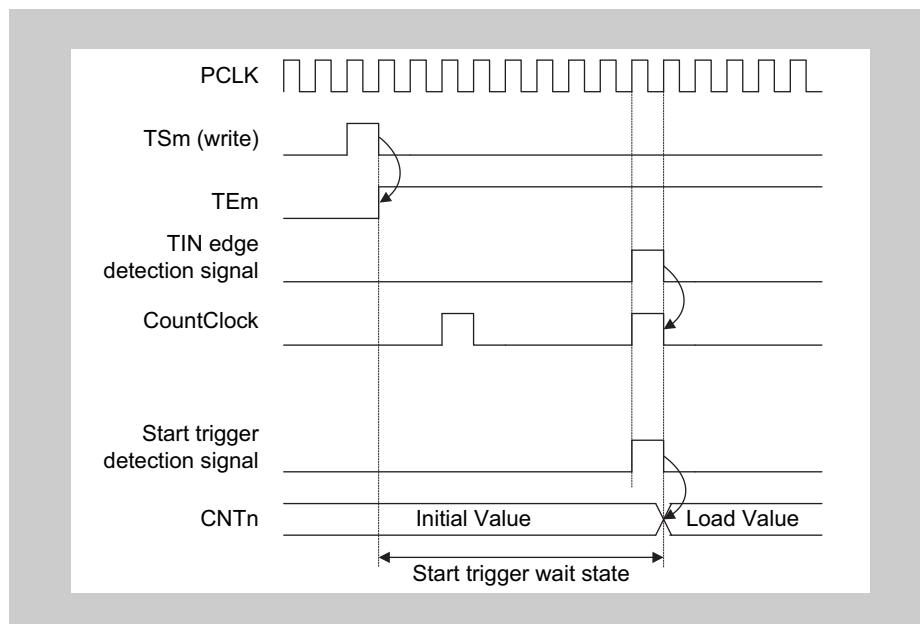 PCLK
TSm (write)
TEm
TIN edge
detection signal
CountClock
Start trigger
detection signal
CNTn
Initial Value
Load Value
Start trigger wait state